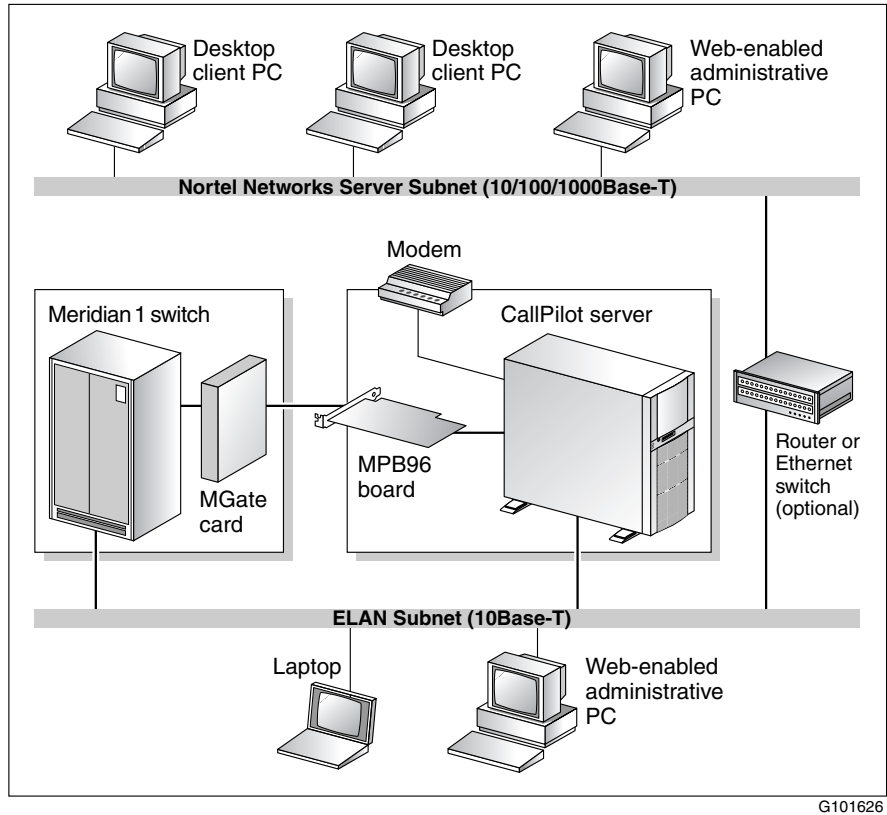 Desktop
client PC
Desktop
client PC
Web-enabled
administrative
PC
Nortel Networks Server Subnet (10/100/1000Base-T)
Modem
Meridian 1 switch
CallPilot server
MGate
card
MPB96
board
Router or
Ethernet
switch
(optional)
ELAN Subnet (10Base-T)
Laptop
Web-enabled
administrative
PC
G101626